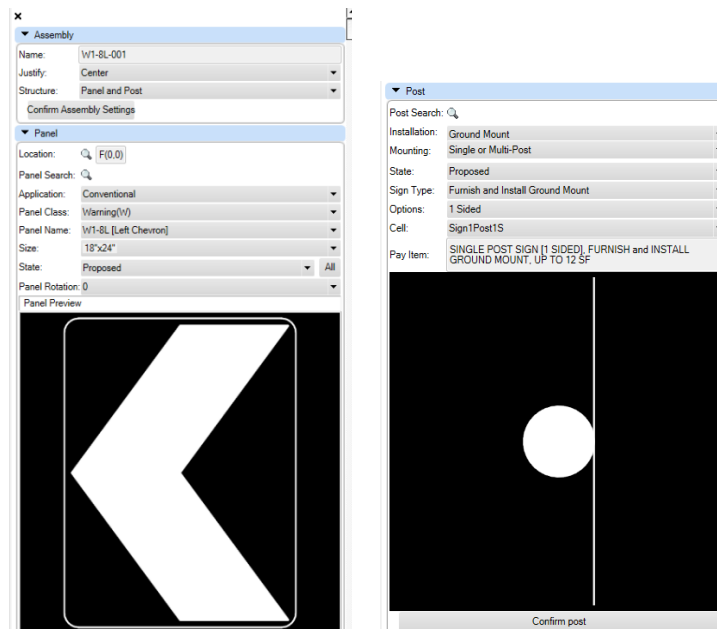 Assembly
Name: W1-8L-001
Justify: Center
Structure: Panel and Post
Confirm Assembly Settings
Panel
Location: F(0,0)
Panel Search:
Application: Conventional
Panel Class: Warning(W)
Panel Name: W1-8L [Left Chevron]
Size: 18"x24"
State: Proposed All
Panel Rotation: 0
Panel Preview
Post
Post Search:
Installation: Ground Mount
Mounting: Single or Multi-Post
State: Proposed
Sign Type: Furnish and Install Ground Mount
Options: 1 Sided
Cell: Sign1Post1S
Pay Item: SINGLE POST SIGN [1 SIDED], FURNISH and INSTALL
GROUND MOUNT, UP TO 12 SF
Confirm post